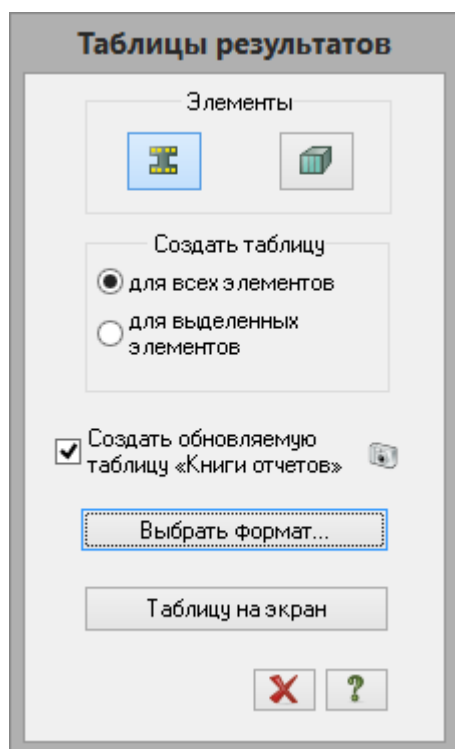 Таблицы результатов
Элементы
Создать таблицу
для всех элементов
для выделенных
элементов
Создать обновляемую
таблицу «Книги отчетов»
Выбрать формат...
Таблицу на экран